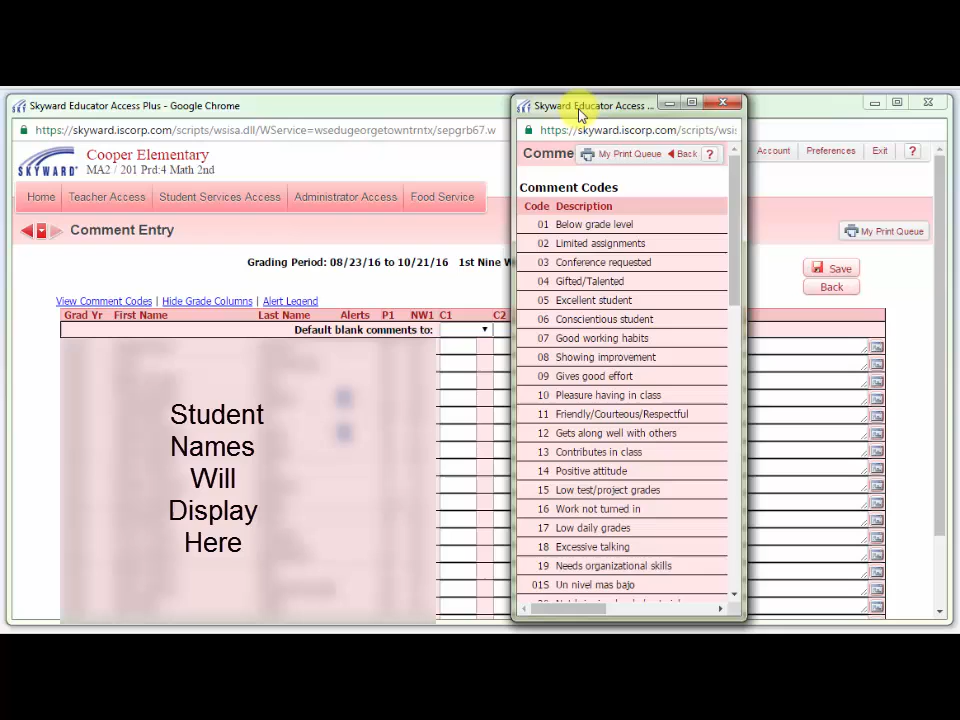 Skyward Educator Access Plus - Google Chrome
https://skyward.iscorp.com/scripts/wsisa.dll/WService=wsedugeorgetowntrntx/sepgrb67.w
SKYWARD
Cooper Elementary
MA2 / 201 Prd:4 Math 2nd
Account Preferences Exit ?
Home Teacher Access Student Services Access Administrator Access Food Service
Comment Entry
My Print Queue
Grading Period: 08/23/16 to 10/21/16 1st Nine
Save
Back
View Comment Codes | Hide Grade Columns | Alert Legend
Grad Yr First Name Last Name Alerts P1 NW1 C1 C2
Default blank comments to:
Student
Names
Will
Display
Here
Skyward Educator Access ...
https://skyward.iscorp.com/scripts/wsi
Comme My Print Queue Back ?
Comment Codes
Code Description
01 Below grade level
02 Limited assignments
03 Conference requested
04 Gifted/Talented
05 Excellent student
06 Conscientious student
07 Good working habits
08 Showing improvement
09 Gives good effort
10 Pleasure having in class
11 Friendly/Courteous/Respectful
12 Gets along well with others
13 Contributes in class
14 Positive attitude
15 Low test/project grades
16 Work not turned in
17 Low daily grades
18 Excessive talking
19 Needs organizational skills
01S Un nivel mas bajo